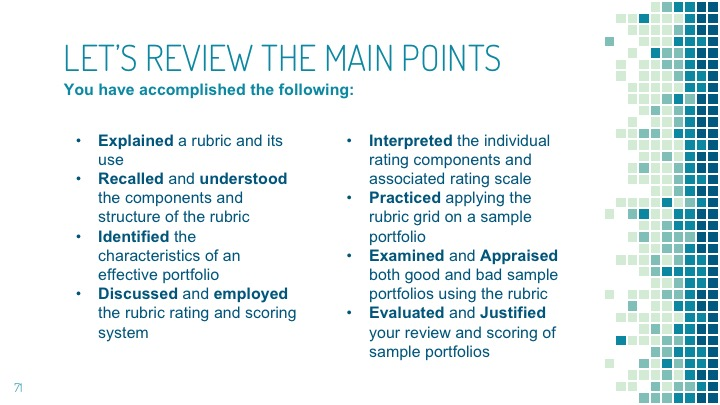 LET'S REVIEW THE MAIN POINTS
You have accomplished the following:
• Explained a rubric and its
use
• Recalled and understood
the components and
structure of the rubric
• Identified the
characteristics of an
effective portfolio
• Discussed and employed
the rubric rating and scoring
system
• Interpreted the individual
rating components and
associated rating scale
• Practiced applying the
rubric grid on a sample
portfolio
• Examined and Appraised
both good and bad sample
portfolios using the rubric
• Evaluated and Justified
your review and scoring of
sample portfolios
71